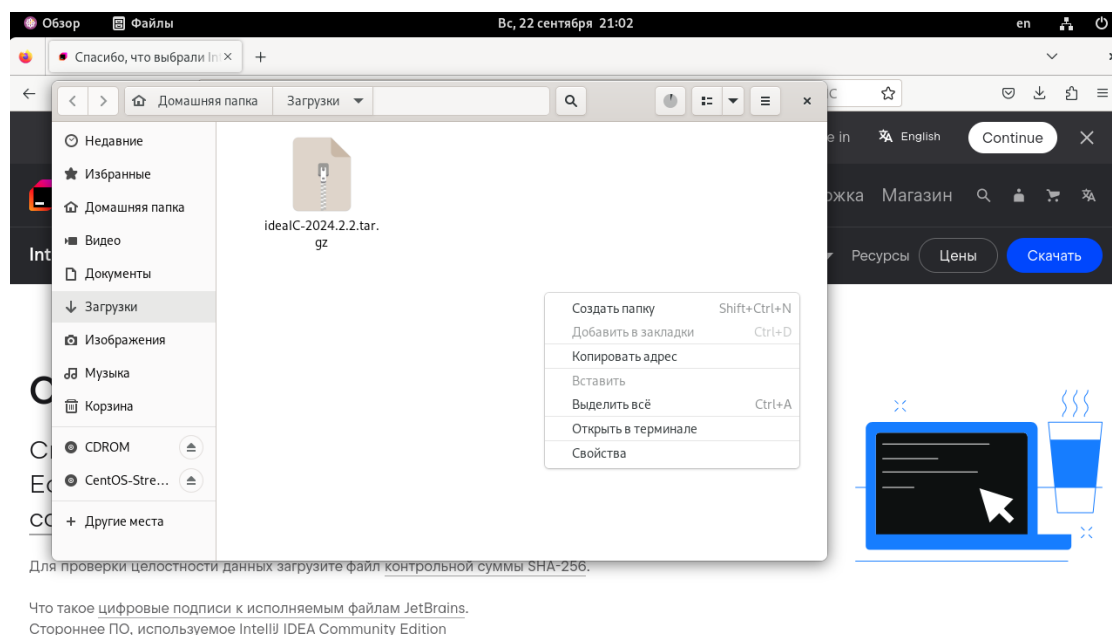 Обзор Файлы Вс, 22 сентября 21:02 en
Спасибо, что выбрали Int
Домашняя папка Загрузки
Недавние
Избранные
Домашняя папка
Видео
Документы
Загрузки
Изображения
Музыка
Корзина
CDROM
CentOS-Stre...
Другие места
ideaIC-2024.2.2.tar.
gz
Создать папку Shift+Ctrl+N
Добавить в закладки Ctrl+D
Копировать адрес
Вставить
Выделить всё Ctrl+A
Открыть в терминале
Свойства
e in English Continue
Магазин
Int Ресурсы Цены Скачать
Для проверки целостности данных загрузите файл контрольной суммы SHA-256.
Что такое цифровые подписи к исполняемым файлам JetBrains.
Стороннее ПО, используемое IntelliJ IDEA Community Edition